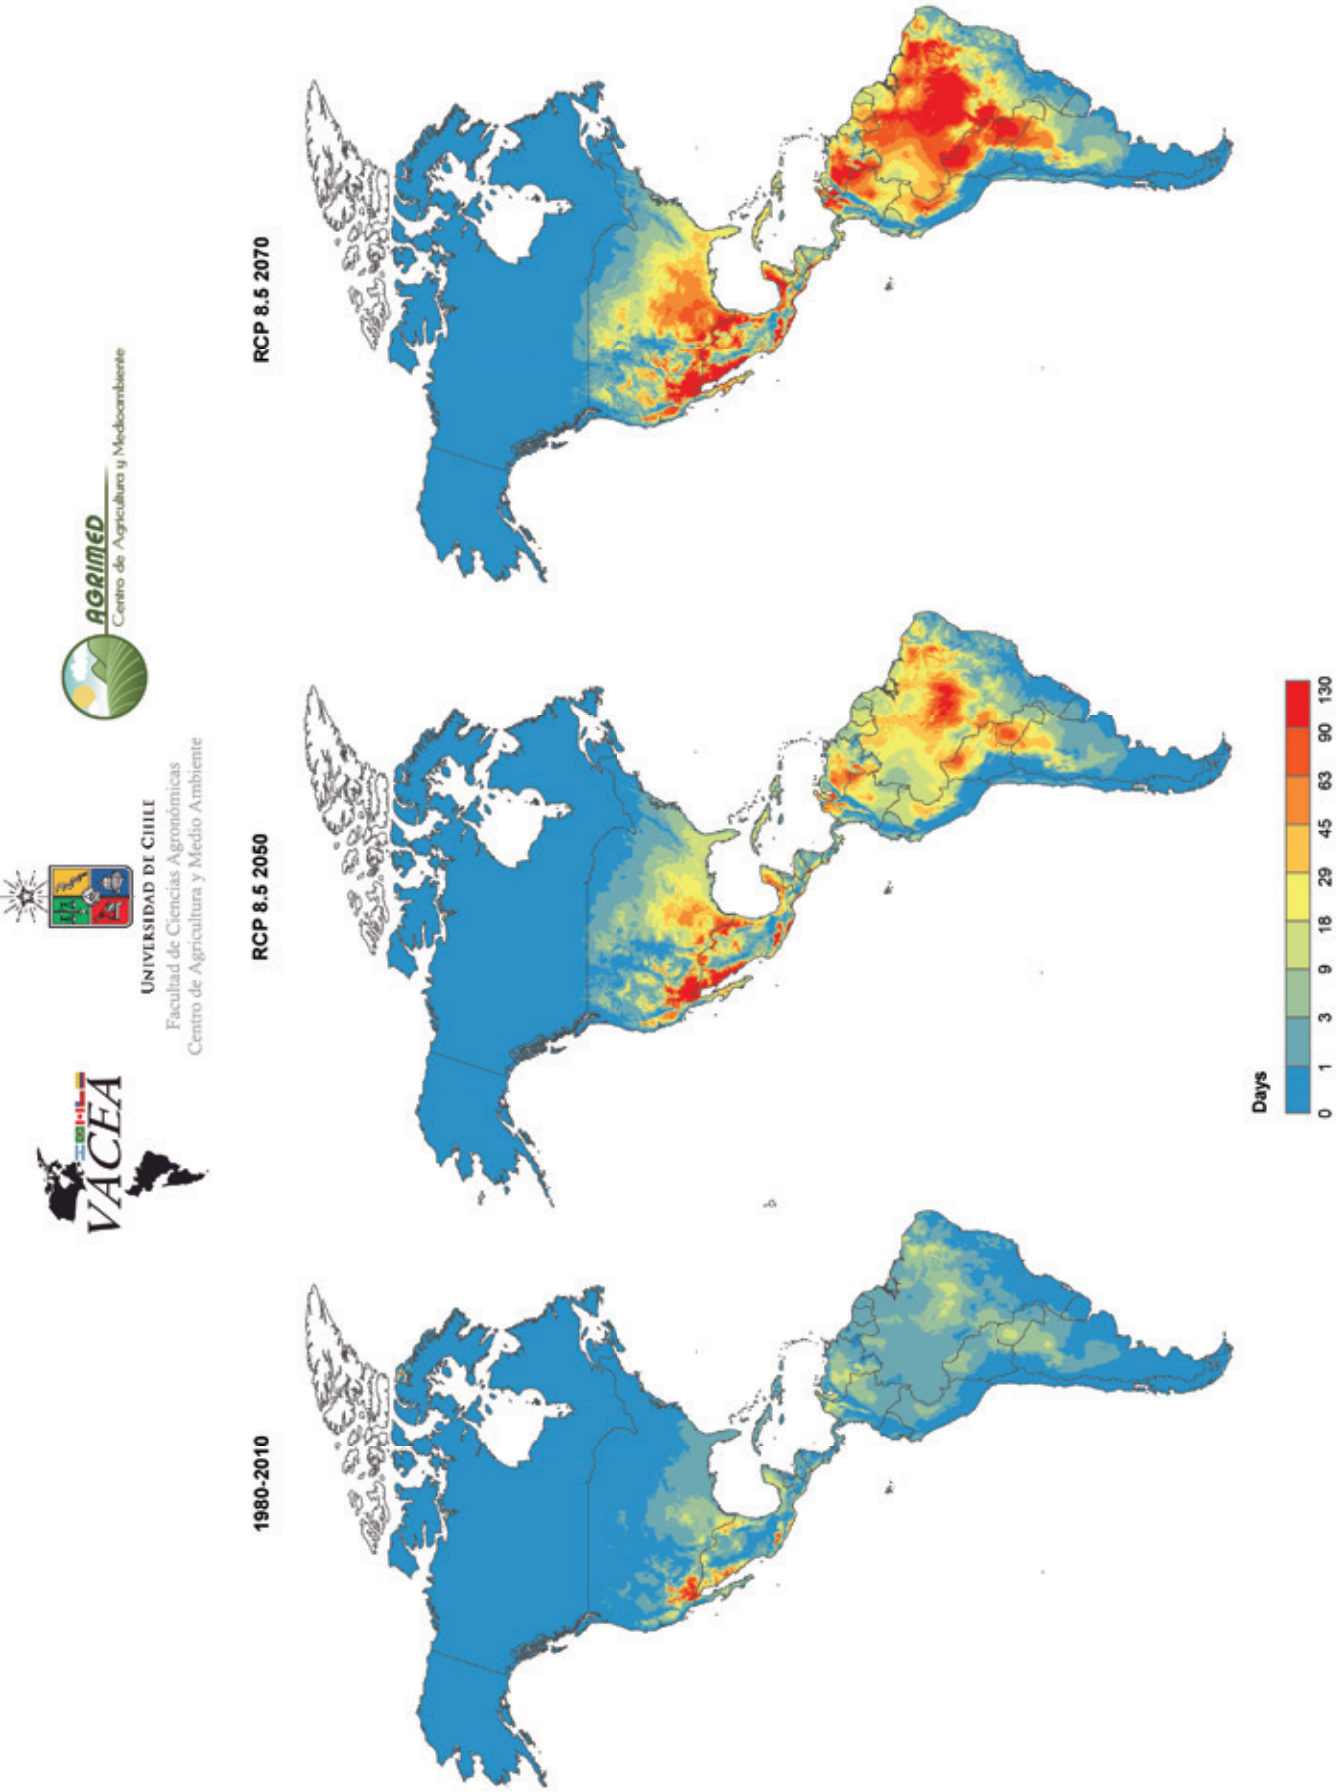 VACEA
UNIVERSIDAD DE CHILE
Facultad de Ciencias Agronómicas
Centro de Agricultura y Medio Ambiente
AGRIMED
Centro de Agricultura y Medioambiente
1980-2010
RCP 8.5 2050
RCP 8.5 2070
Days
0 1 3 9 18 29 45 63 90 130